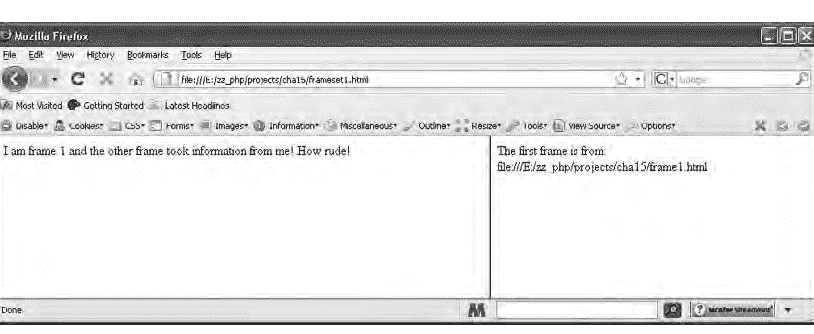 Mozilla Firefox
File Edit View History Bookmarks Tools Help
file:///E:/zz_php/projects/cha15/frameset1.html
Most Visited Getting Started Latest Headlines
Disable Cookies CSS Forms Images Information Miscellaneous Outline Resize Tools View Source Options
I am frame 1 and the other frame took information from me! How rude!
The first frame is from:
file:///E:/zz_php/projects/cha15/frame1.html
Done